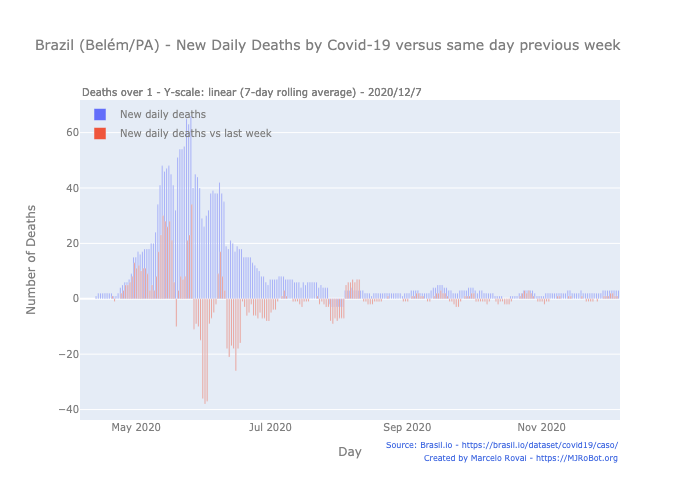 Brazil (Belém/PA) - New Daily Deaths by Covid-19 versus same day previous week
Deaths over 1 - Y-scale: linear (7-day rolling average) - 2020/12/7
New daily deaths
New daily deaths vs last week
Number of Deaths
60
40
20
0
−20
−40
May 2020
Jul 2020
Sep 2020
Nov 2020
Day
Source: Brasil.io - https://brasil.io/dataset/covid19/caso/
Created by Marcelo Rovai - https://MJRoBot.org